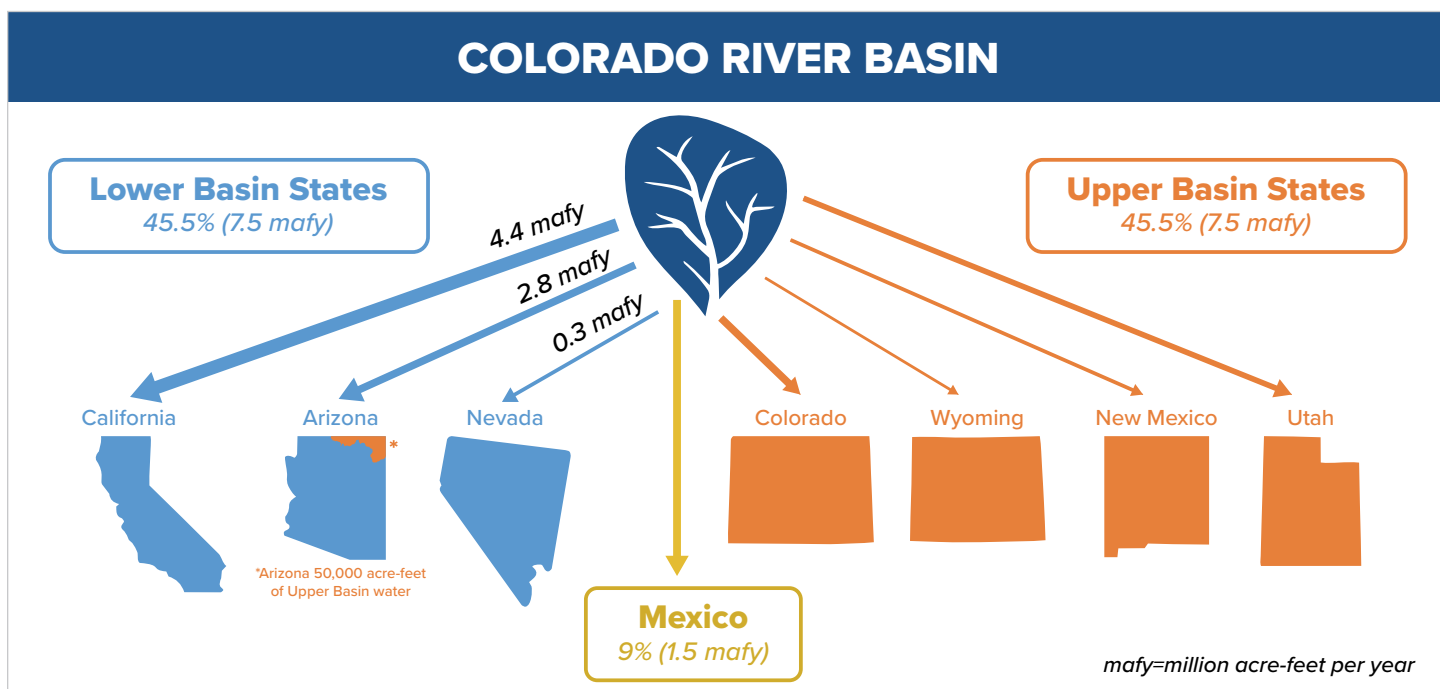 COLORADO RIVER BASIN
Lower Basin States
45.5% (7.5 mafy)
Upper Basin States
45.5% (7.5 mafy)
4.4 mafy
2.8 mafy
0.3 mafy
California
Arizona
Nevada
Colorado
Wyoming
New Mexico
Utah
*
*Arizona 50,000 acre-feet
of Upper Basin water
Mexico
9% (1.5 mafy)
mafy=million acre-feet per year